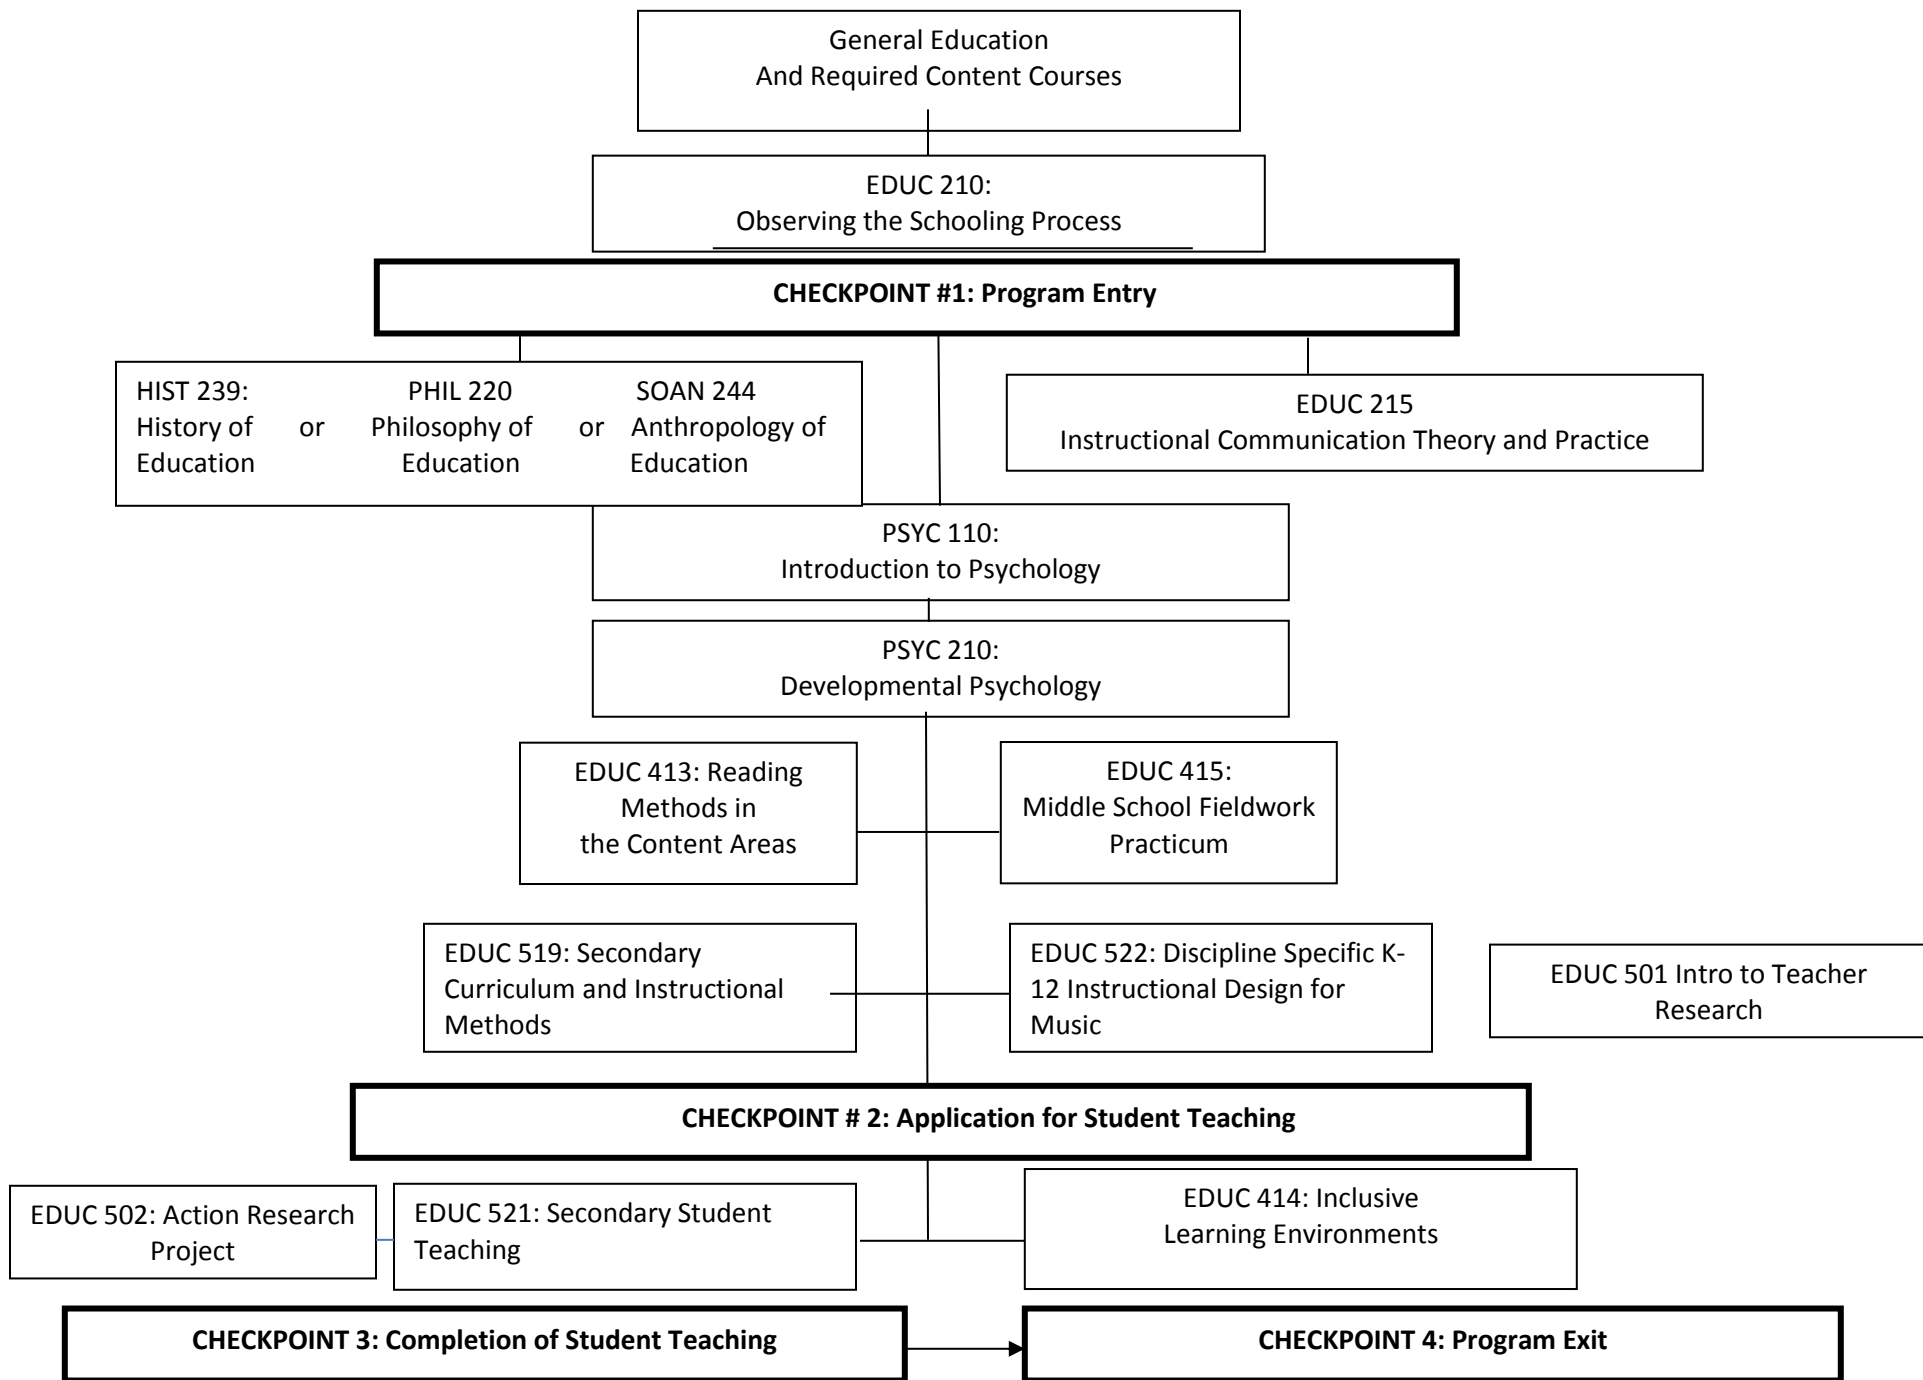 General Education
And Required Content Courses
EDUC 210:
Observing the Schooling Process
CHECKPOINT #1: Program Entry
HIST 239: PHIL 220 SOAN 244
History of or Philosophy of or Anthropology of
Education Education Education
EDUC 215
Instructional Communication Theory and Practice
PSYC 110:
Introduction to Psychology
PSYC 210:
Developmental Psychology
EDUC 413: Reading
Methods in
the Content Areas
EDUC 415:
Middle School Fieldwork
Practicum
EDUC 519: Secondary
Curriculum and Instructional
Methods
EDUC 522: Discipline Specific K-
12 Instructional Design for
Music
EDUC 501 Intro to Teacher
Research
CHECKPOINT # 2: Application for Student Teaching
EDUC 502: Action Research
Project
EDUC 521: Secondary Student
Teaching
EDUC 414: Inclusive
Learning Environments
CHECKPOINT 3: Completion of Student Teaching
CHECKPOINT 4: Program Exit